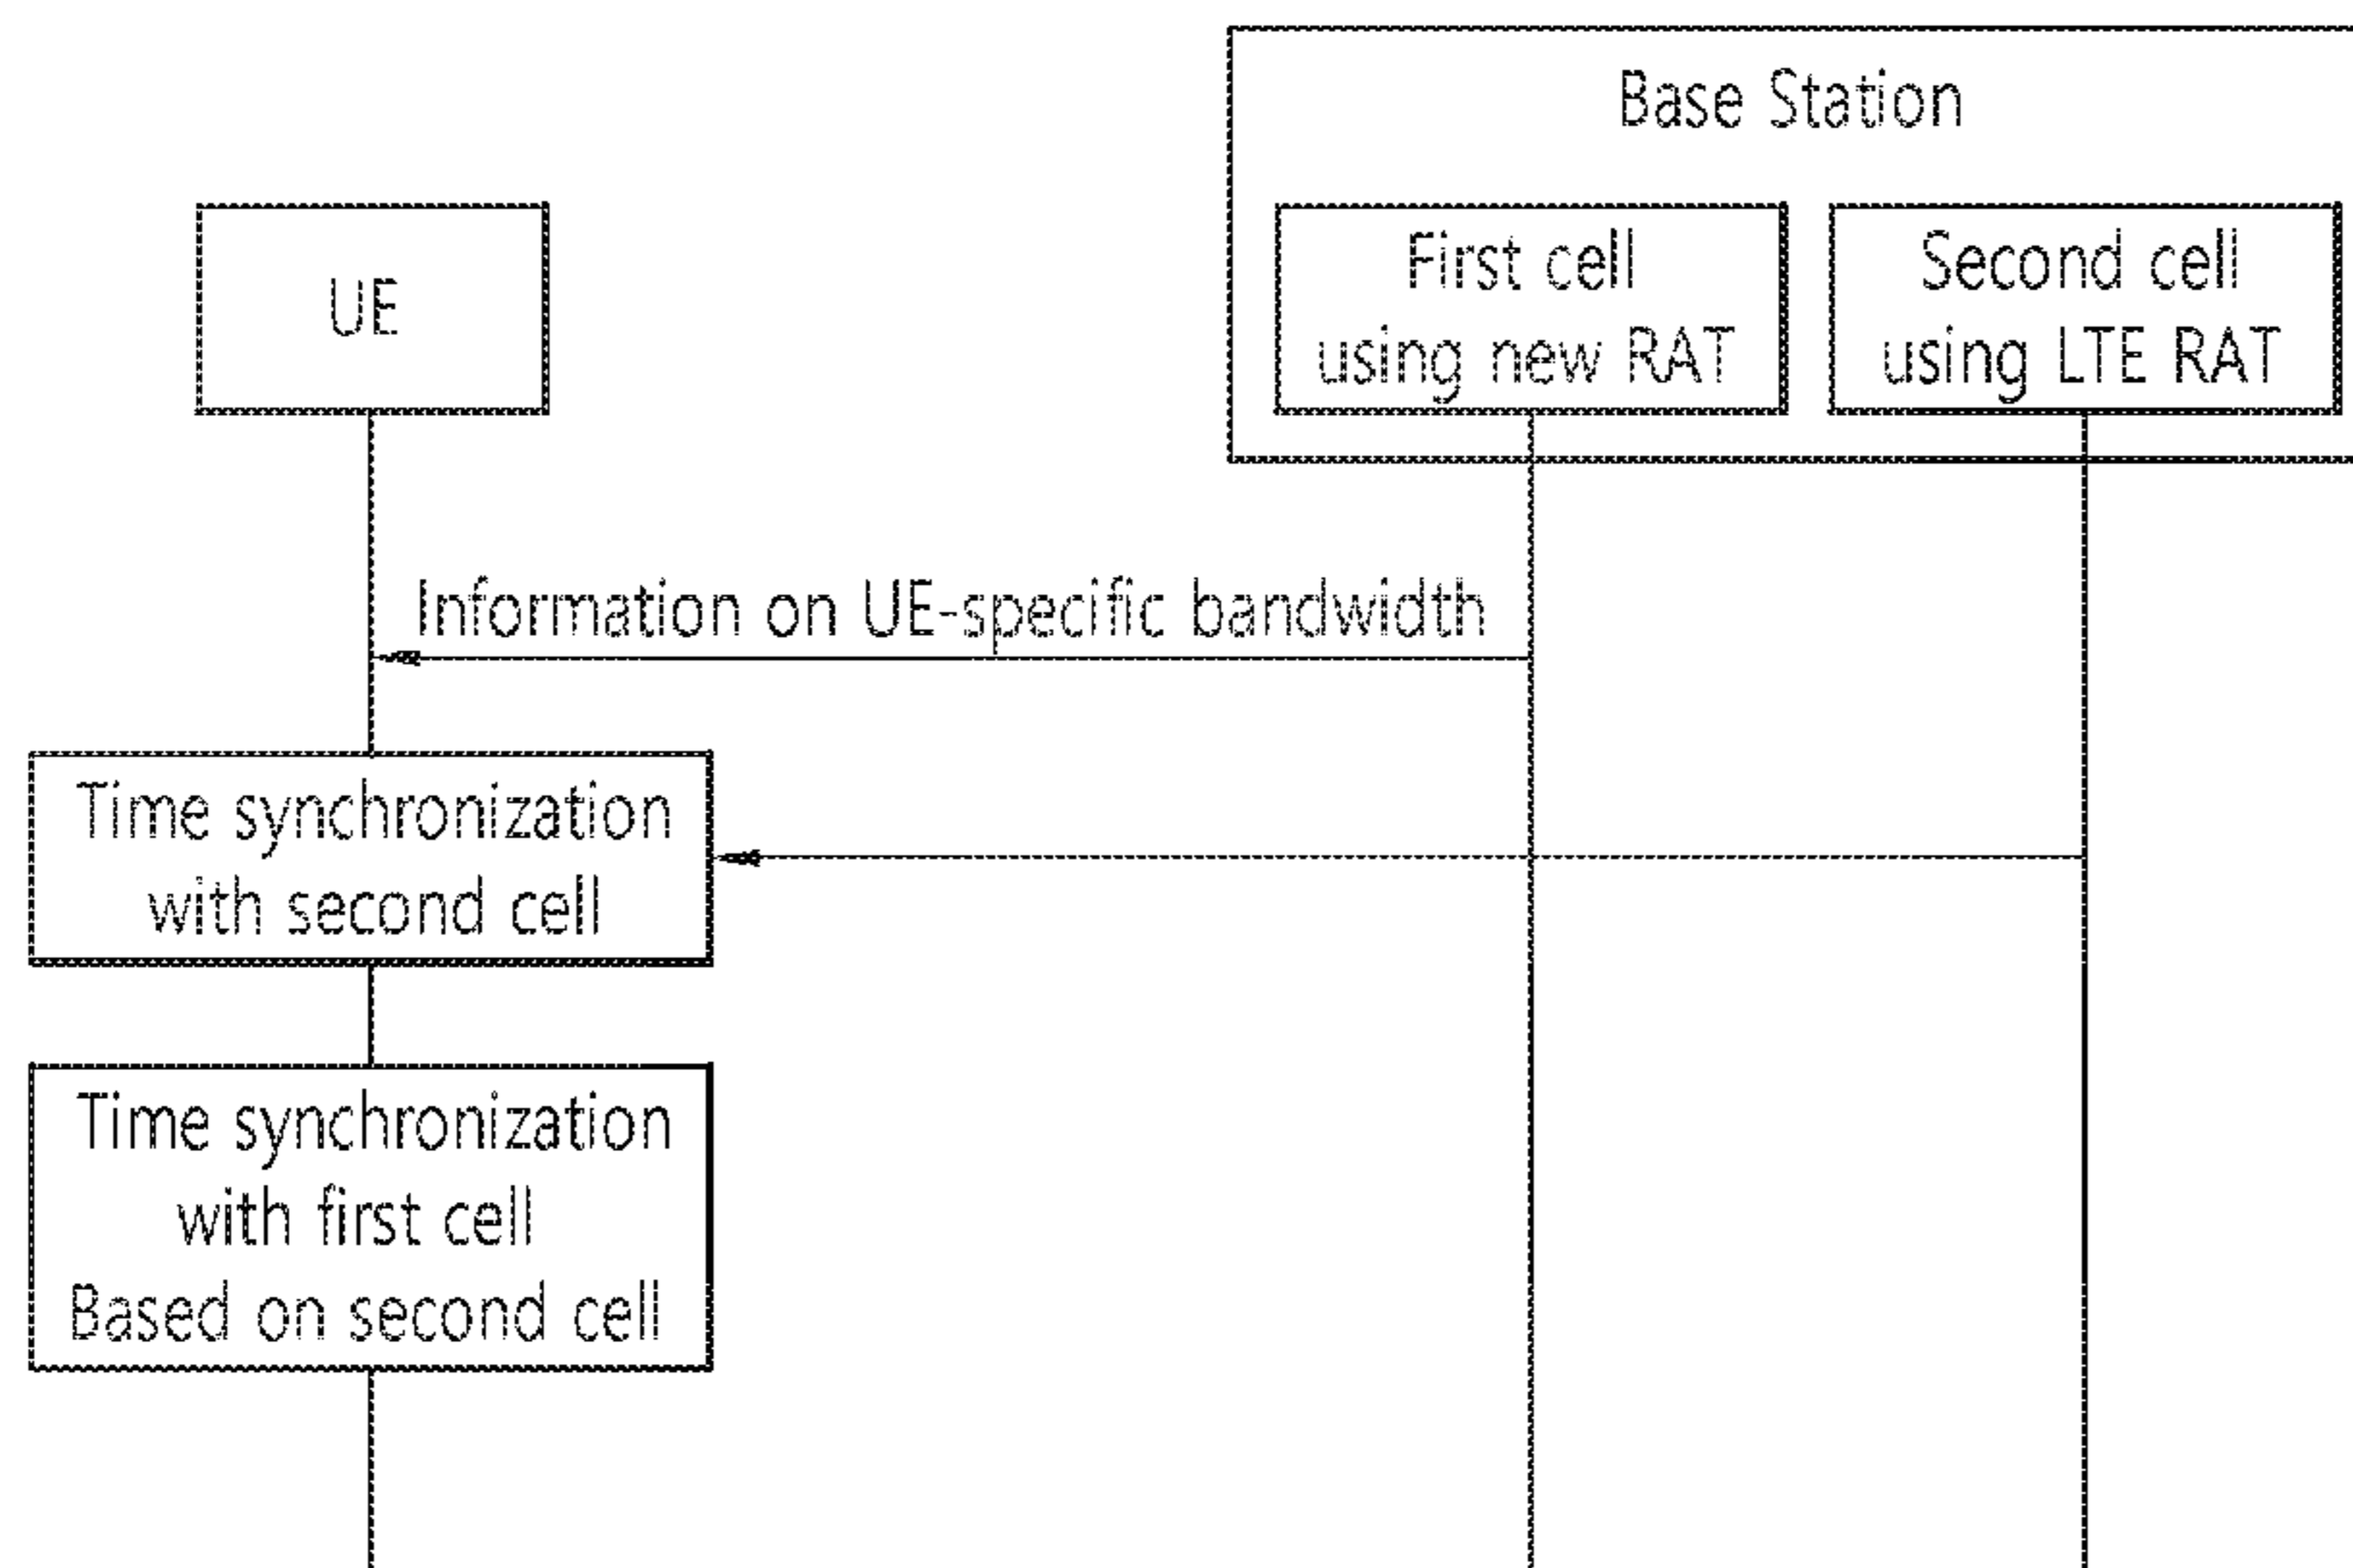 Base Station
UE
First cell
using new RAT
Second cell
using LTE RAT
Information on UE-specific bandwidth
Time synchronization
with second cell
Time synchronization
with first cell
Based on second cell